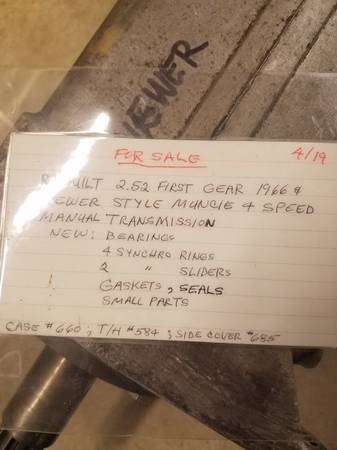 NEWER
FOR SALE 4/19
REBUILT 2.52 FIRST GEAR 1966 &
NEWER STYLE MUNCIE 4 SPEED
MANUAL TRANSMISSION
NEW: BEARINGS
4 SYNCHRO RINGS
2 " SLIDERS
GASKETS, SEALS
SMALL PARTS
CASE # 660; T/H # 584; SIDE COVER # 685